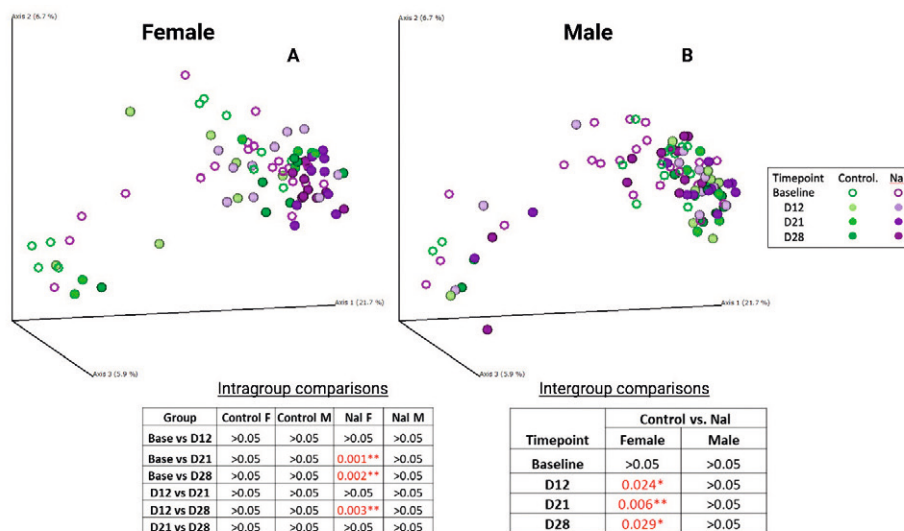 Axis 2 (6.7 %)
Female
A
Axis 1 (21.7 %)
Axis 3 (5.9 %)
Axis 2 (6.7 %)
Male
B
Axis 1 (21.7 %)
Axis 3 (5.9 %)
Timepoint Control. Na
Baseline
D12
D21
D28
Intragroup comparisons
Group Control F Control M Nal F Nal M
Base vs D12 >0.05 >0.05 >0.05 >0.05
Base vs D21 >0.05 >0.05 0.001** >0.05
Base vs D28 >0.05 >0.05 0.002** >0.05
D12 vs D21 >0.05 >0.05 >0.05 >0.05
D12 vs D28 >0.05 >0.05 0.003** >0.05
D21 vs D28 >0.05 >0.05 >0.05 >0.05
Intergroup comparisons
Control vs. Nal
Timepoint Female Male
Baseline >0.05 >0.05
D12 0.024* >0.05
D21 0.006** >0.05
D28 0.029* >0.05